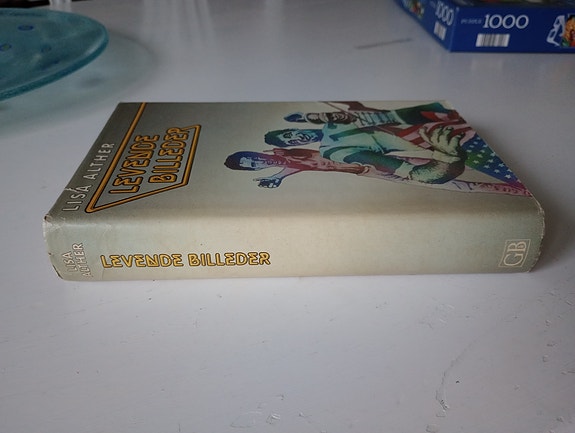 LISA ALTHER
LEVENDE
BILLEDER
LISA
ALTHER
LEVENDE BILLEDER
GB
1000
1000